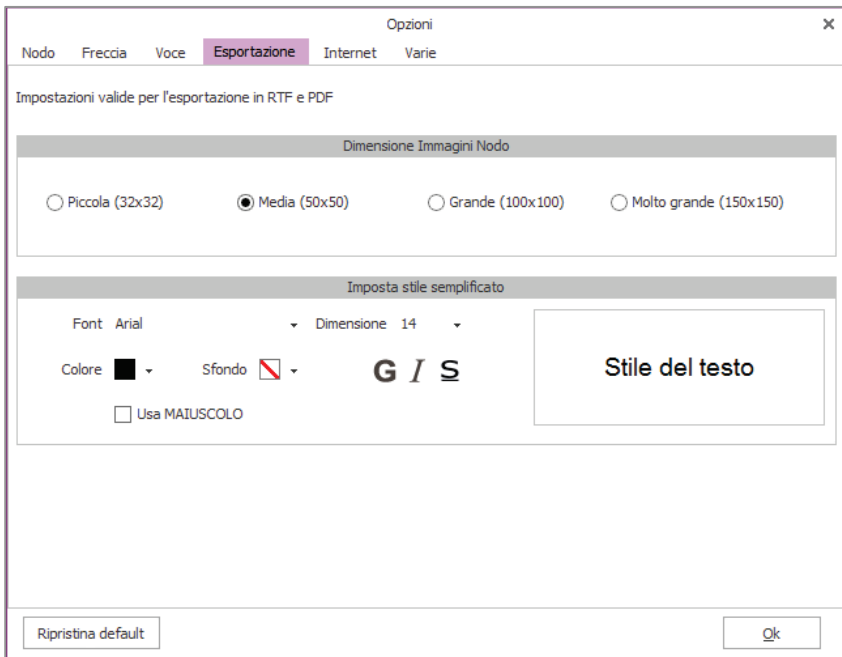 Opzioni
Nodo Freccia Voce Esportazione Internet Varie
Impostazioni valide per l'esportazione in RTF e PDF
Dimensione Immagini Nodo
Piccola (32x32) Media (50x50) Grande (100x100) Molto grande (150x150)
Imposta stile semplificato
Font Arial Dimensione 14
Colore Sfondo G I S
Stile del testo
Usa MAIUSCOLO
Ripristina default Ok